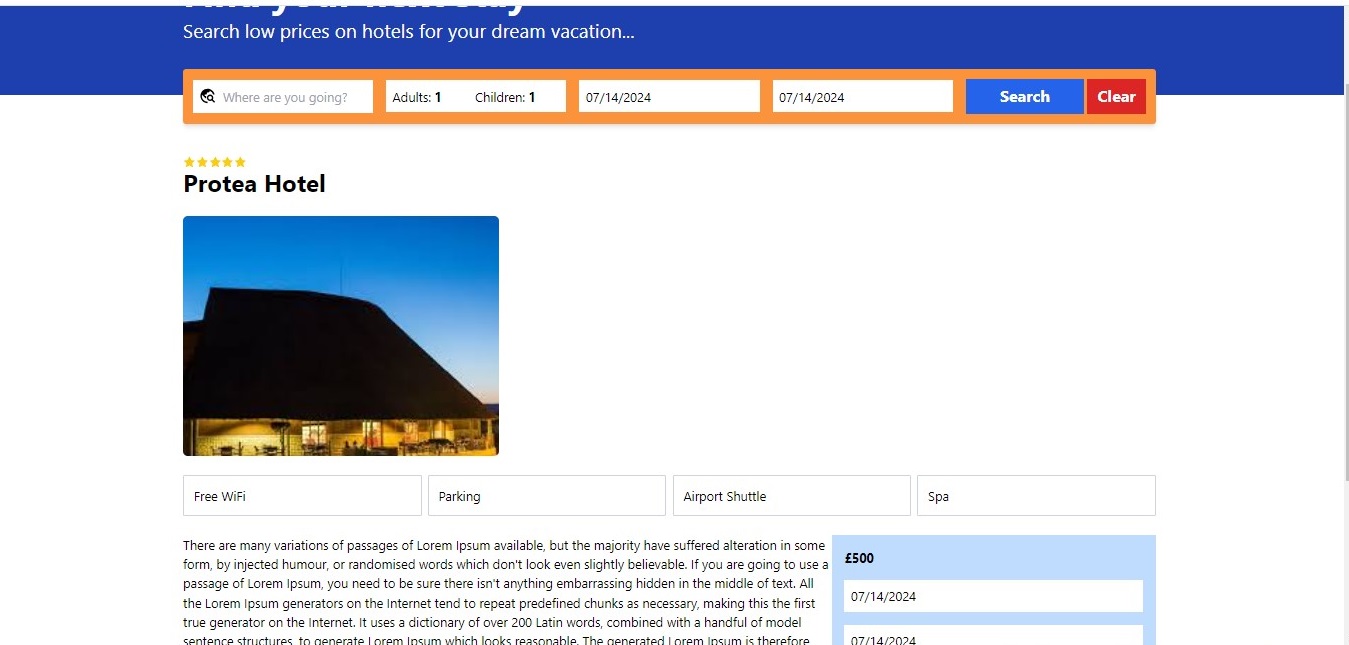 Search low prices on hotels for your dream vacation...
Where are you going?
Adults: 1 Children: 1
07/14/2024
07/14/2024
Search
Clear
Protea Hotel
Free WiFi
Parking
Airport Shuttle
Spa
There are many variations of passages of Lorem Ipsum available, but the majority have suffered alteration in some
form, by injected humour, or randomised words which don't look even slightly believable. If you are going to use a
passage of Lorem Ipsum, you need to be sure there isn't anything embarrassing hidden in the middle of text. All
the Lorem Ipsum generators on the Internet tend to repeat predefined chunks as necessary, making this the first
true generator on the Internet. It uses a dictionary of over 200 Latin words, combined with a handful of model
sentence structures, to generate Lorem Ipsum which looks reasonable. The generated Lorem Ipsum is therefore
£500
07/14/2024
07/14/2024